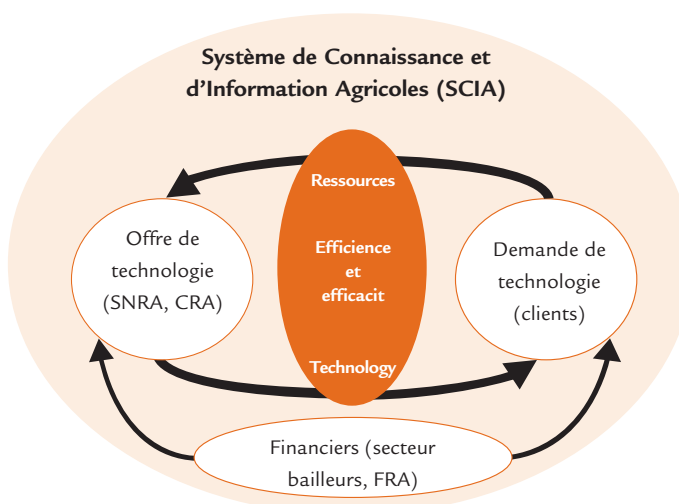 Système de Connaissance et
d'Information Agricoles (SCIA)
Ressources
Offre de
technologie
(SNRA, CRA)
Efficience
et
efficacit
Demande de
technologie
(clients)
Technology
Financiers (secteur
bailleurs, FRA)